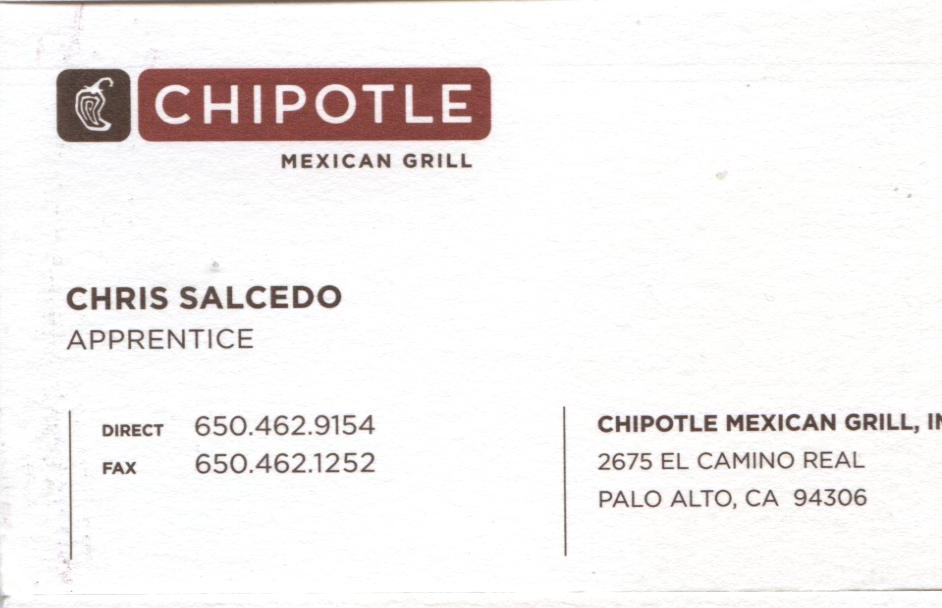 CHIPOTLE
MEXICAN GRILL
CHRIS SALCEDO
APPRENTICE
DIRECT 650.462.9154
FAX 650.462.1252
CHIPOTLE MEXICAN GRILL,
2675 EL CAMINO REAL
PALO ALTO, CA 94306